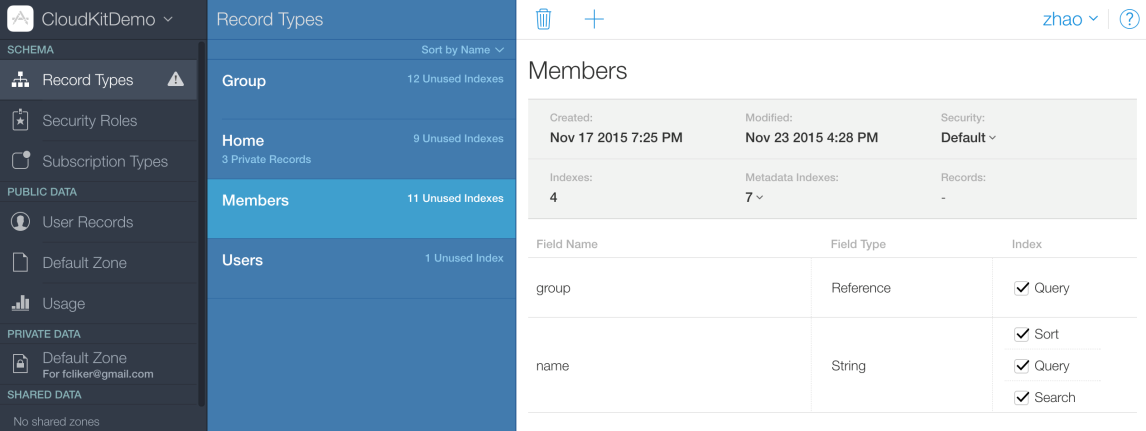 CloudKitDemo
SCHEMA
Record Types
Security Roles
Subscription Types
PUBLIC DATA
User Records
Default Zone
Usage
PRIVATE DATA
Default Zone
For fcliker@gmail.com
SHARED DATA
No shared zones
Record Types
Sort by Name
Group 12 Unused Indexes
Home 9 Unused Indexes
3 Private Records
Members 11 Unused Indexes
Users 1 Unused Index
zhao ?
Members
Created: Modified: Security:
Nov 17 2015 7:25 PM Nov 23 2015 4:28 PM Default
Indexes: Metadata Indexes: Records:
4 7 -
Field Name Field Type Index
group Reference Query
Sort
name String Query
Search